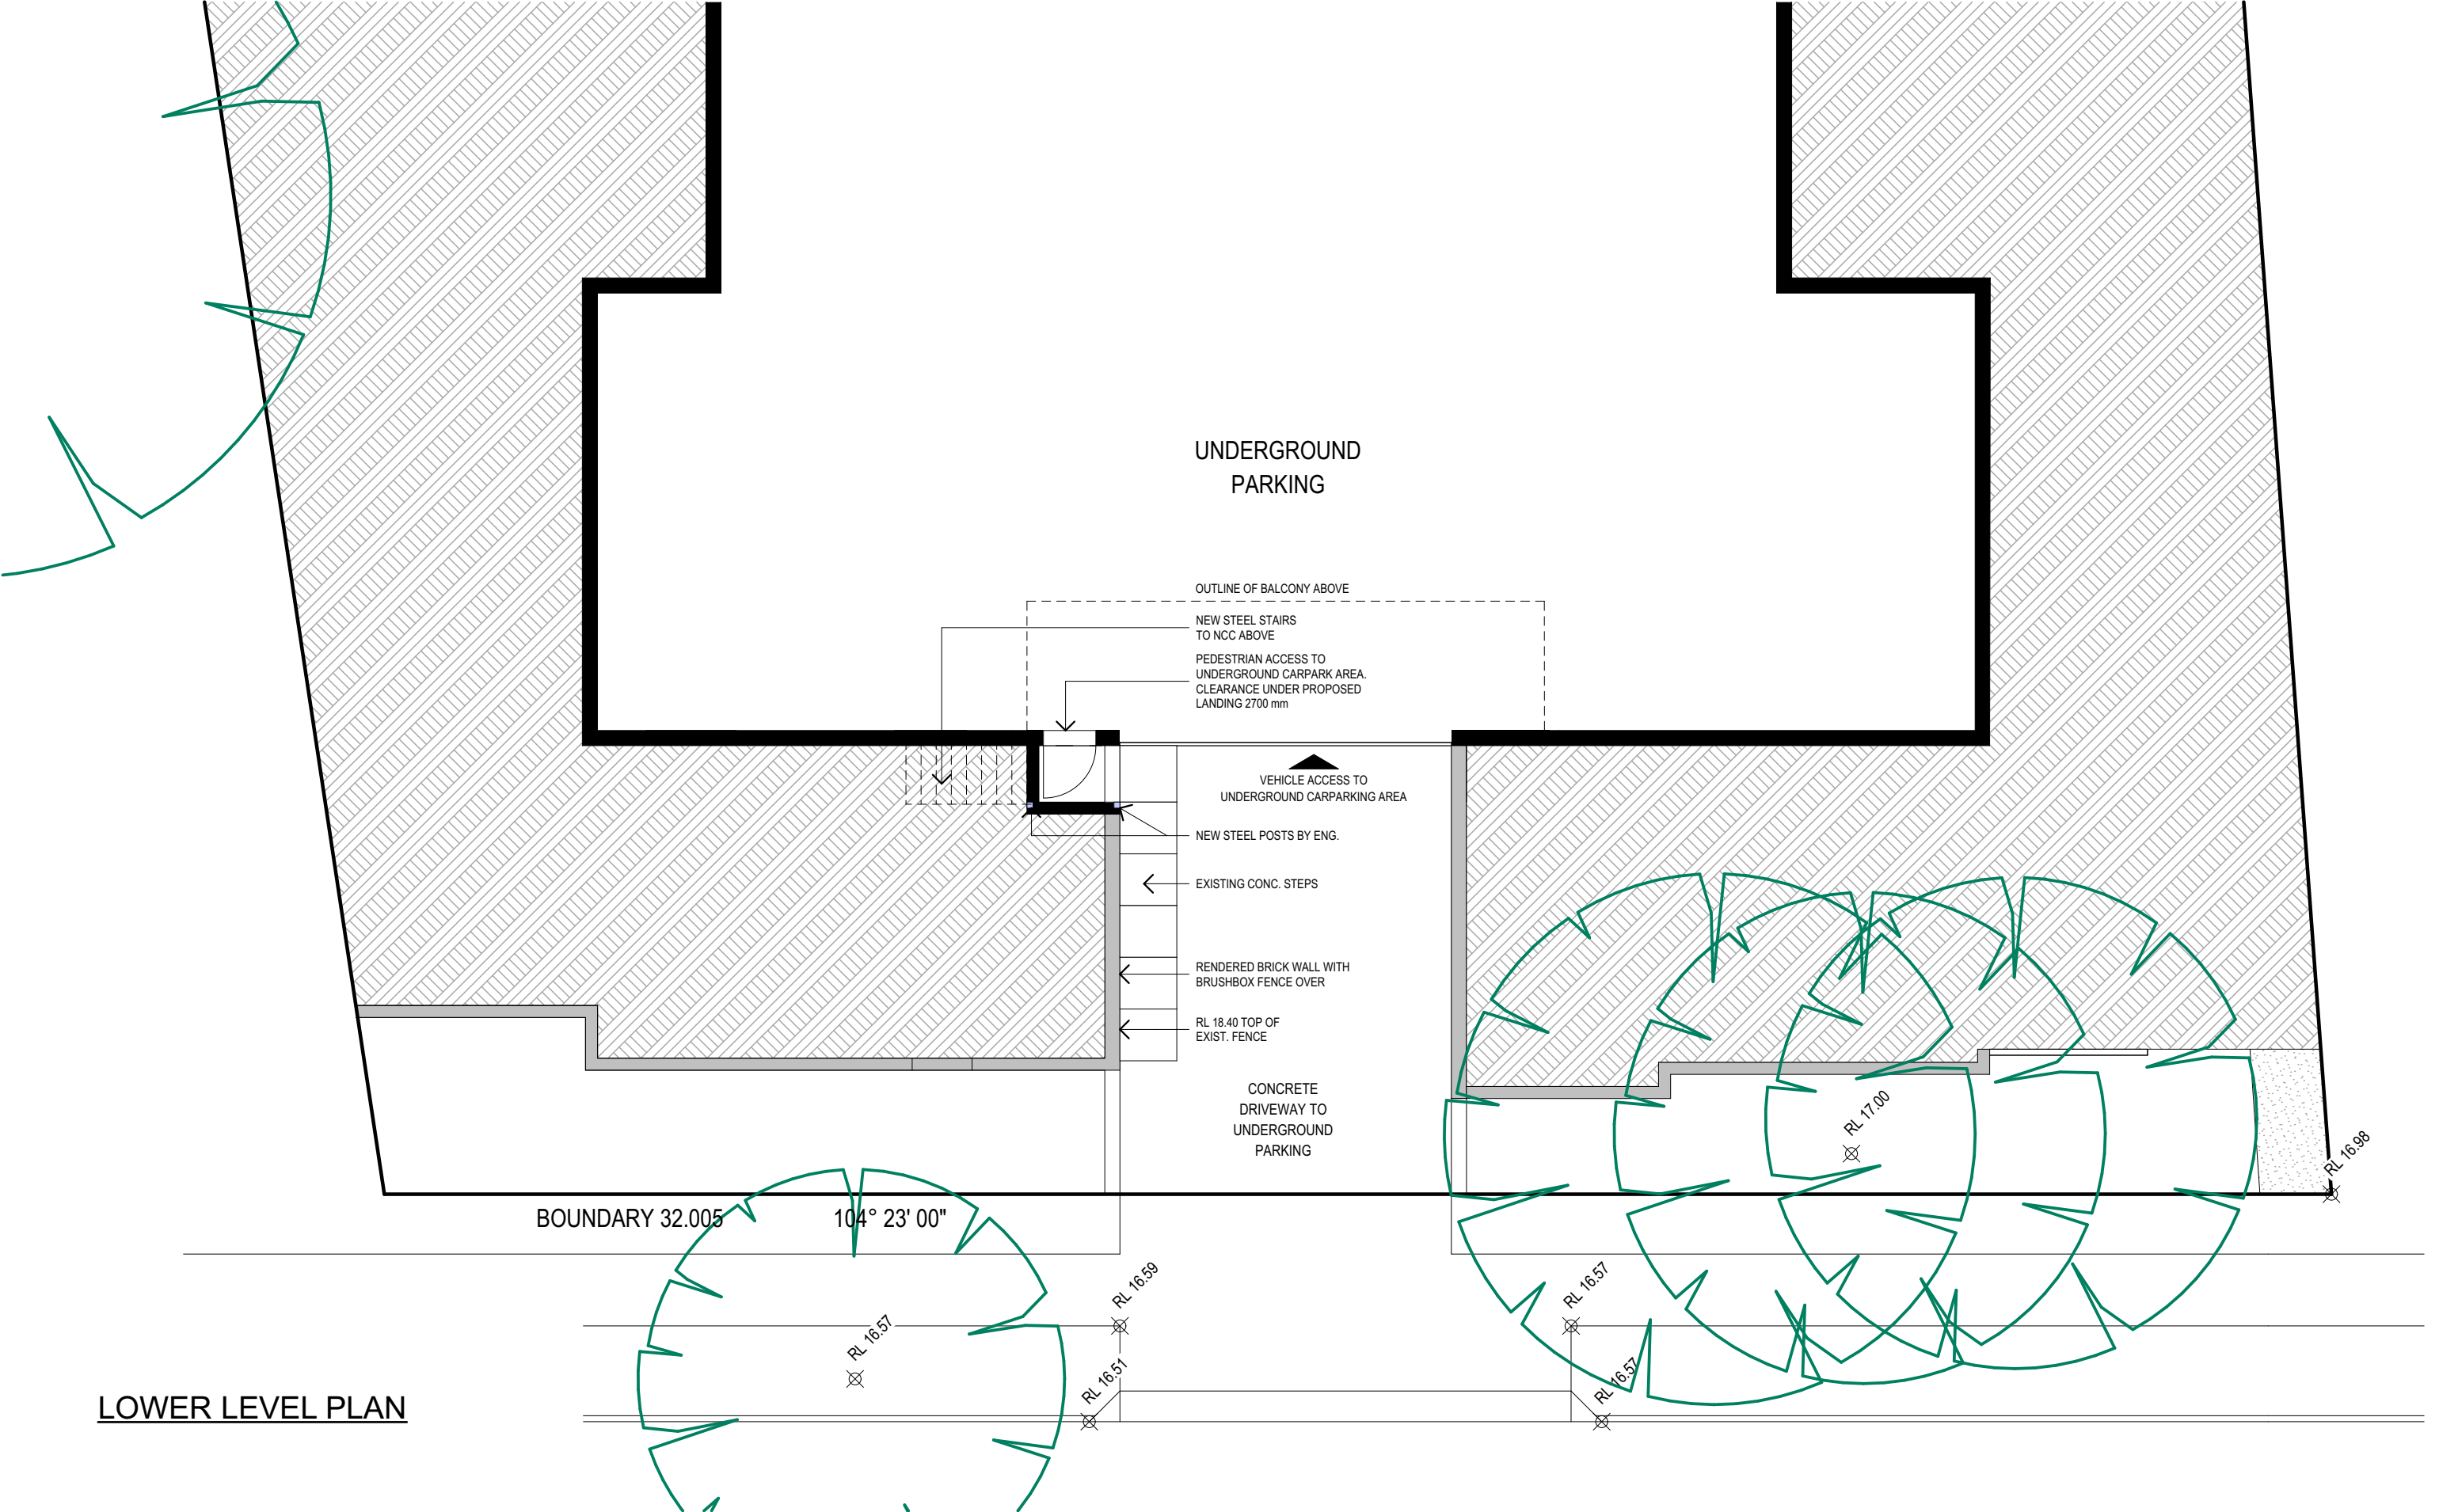 UNDERGROUND
PARKING
OUTLINE OF BALCONY ABOVE
NEW STEEL STAIRS
TO NCC ABOVE
PEDESTRIAN ACCESS TO
UNDERGROUND CARPARK AREA.
CLEARANCE UNDER PROPOSED
LANDING 2700 mm
VEHICLE ACCESS TO
UNDERGROUND CARPARKING AREA
NEW STEEL POSTS BY ENG.
EXISTING CONC. STEPS
RENDERED BRICK WALL WITH
BRUSHBOX FENCE OVER
RL 18.40 TOP OF
EXIST. FENCE
CONCRETE
DRIVEWAY TO
UNDERGROUND
PARKING
RL 17.00
RL 16.98
BOUNDARY 32.005
104° 23' 00"
RL 16.59
RL 16.57
RL 16.57
RL 16.51
RL 16.57
LOWER LEVEL PLAN